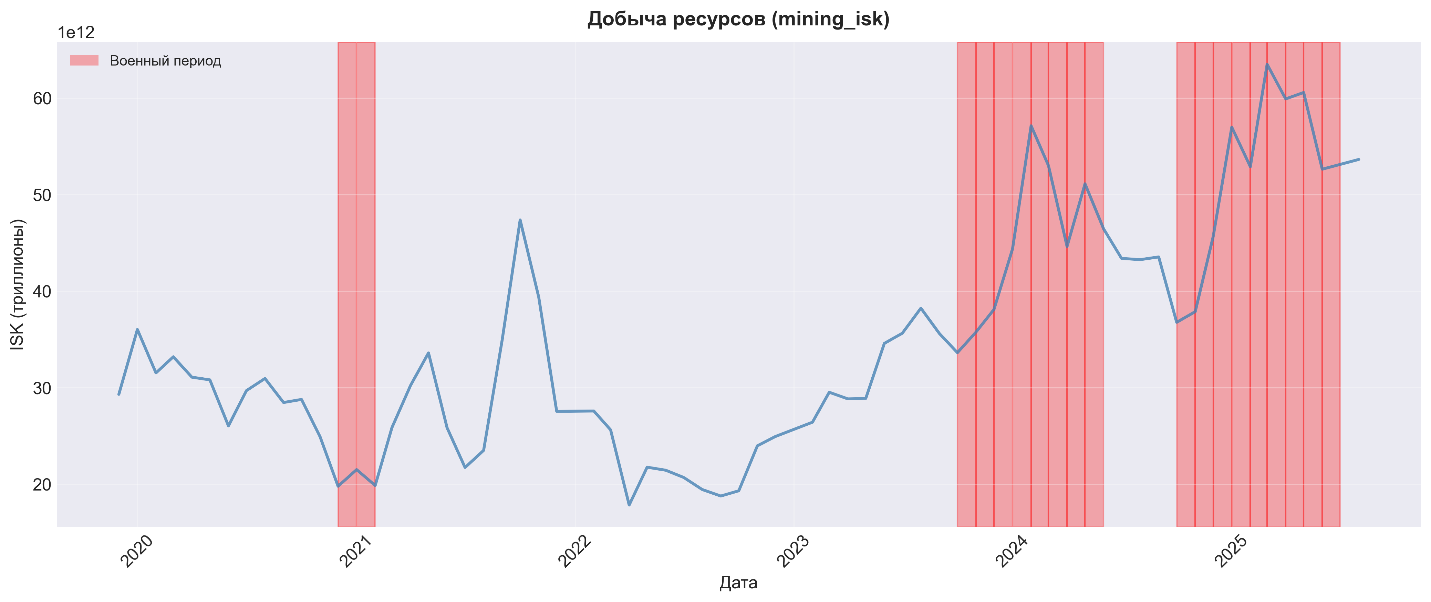 Добыча ресурсов (mining_isk)
1e12
Военный период
60
50
40
30
20
ISK (триллионы)
2020
2021
2022
2023
2024
2025
Дата